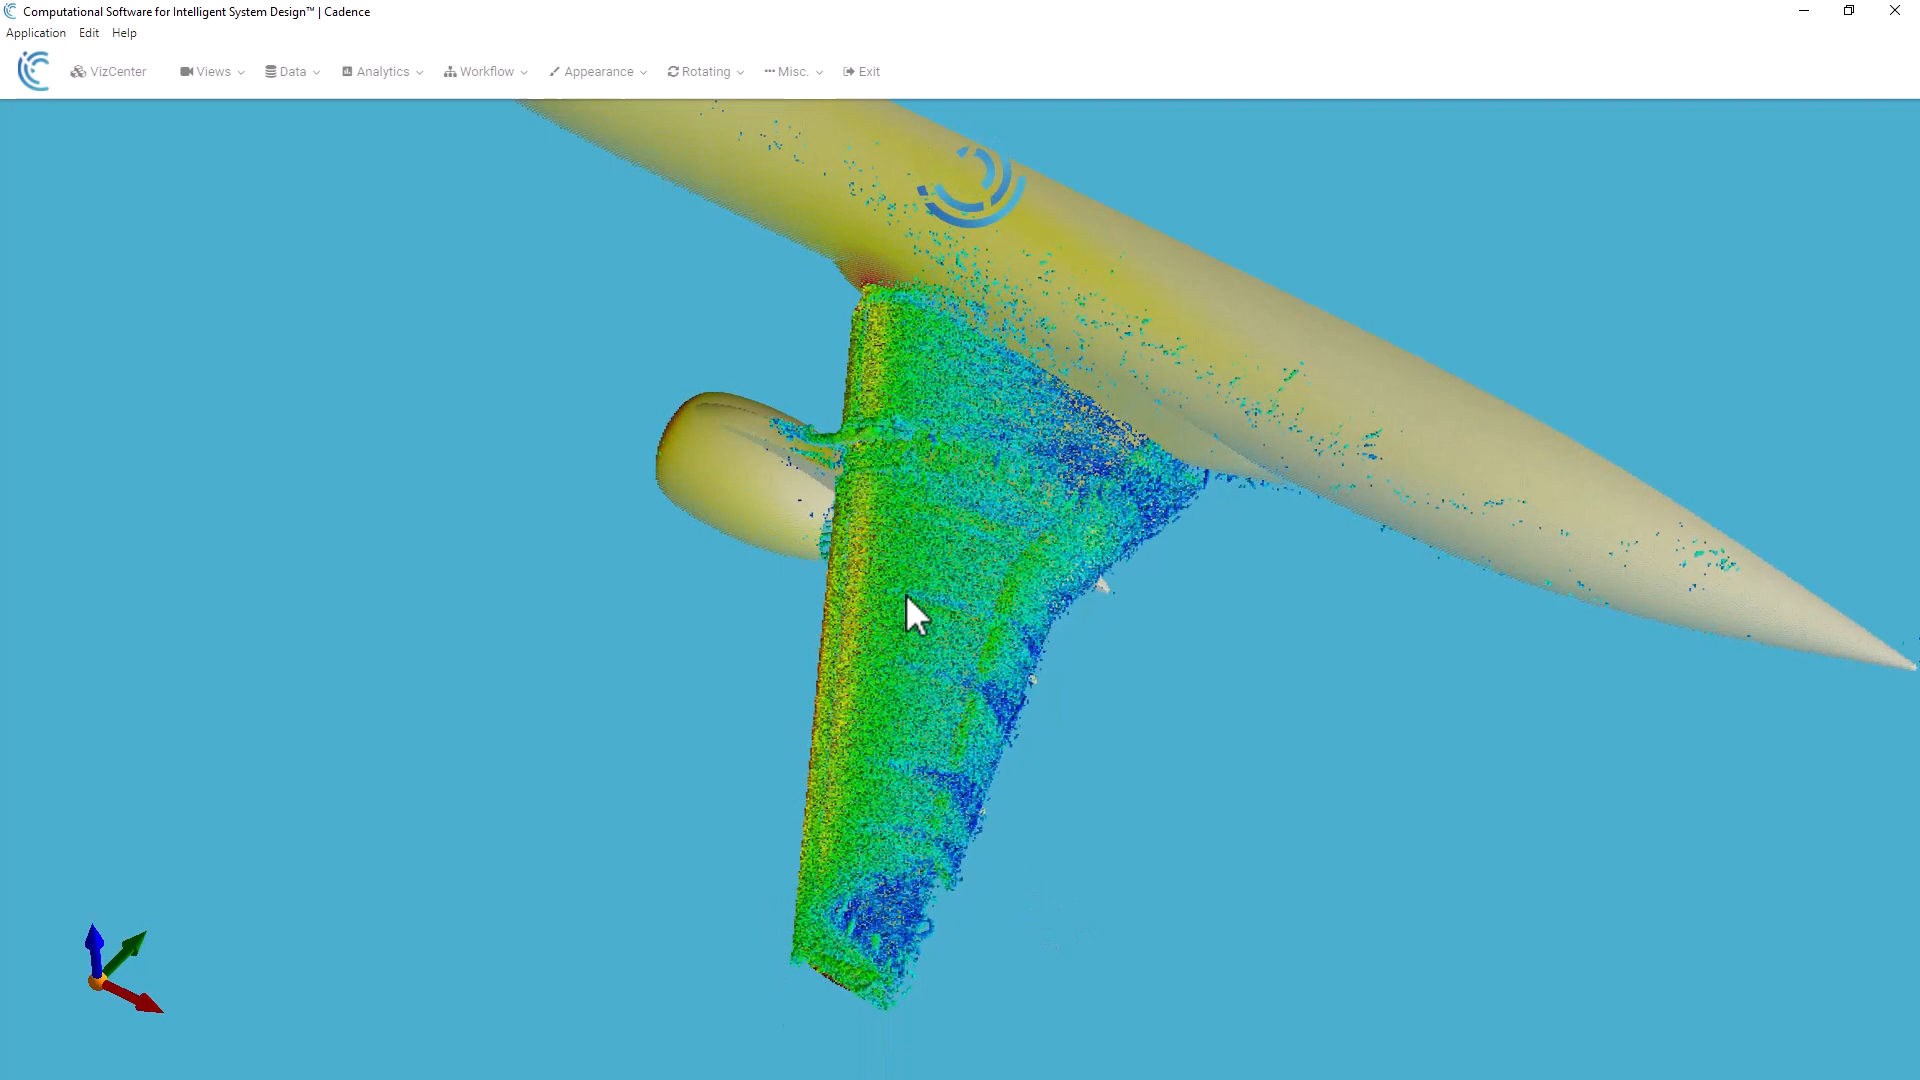 Computational Software for Intelligent System Design™ | Cadence
Application Edit Help
VizCenter Views Data Analytics Workflow Appearance Rotating Misc. Exit